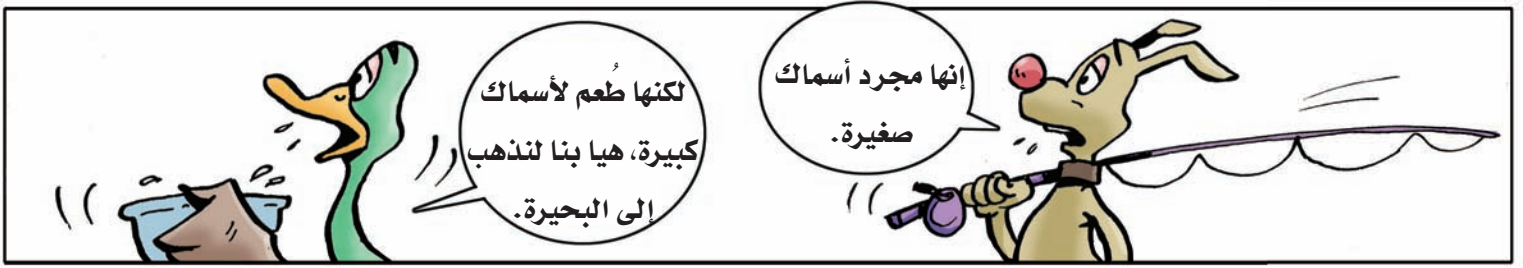 إنها مجرد أسماك
صغيرة.
لكنها طُعم لأسماك
كبيرة، هيا بنا لنذهب
إلى البحيرة.